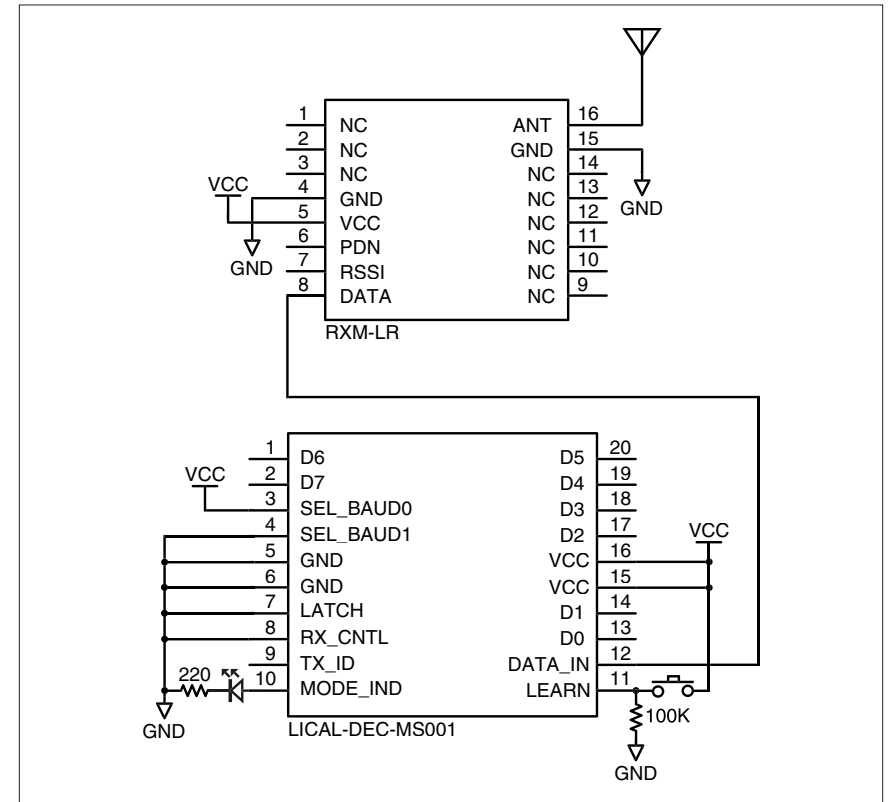 1 NC
2 NC
3 NC
4 GND
5 VCC
6 PDN
7 RSSI
8 DATA
ANT 16
GND 15
NC 14
NC 13
NC 12
NC 11
NC 10
NC 9
VCC
GND
GND
RXM-LR
1 D6
2 D7
3 SEL_BAUD0
4 SEL_BAUD1
5 GND
6 GND
7 LATCH
8 RX_CNTL
9 TX_ID
10 MODE_IND
D5 20
D4 19
D3 18
D2 17
VCC 16
VCC 15
D1 14
D0 13
DATA_IN 12
LEARN 11
VCC
VCC
220
GND
100K
GND
LICAL-DEC-MS001